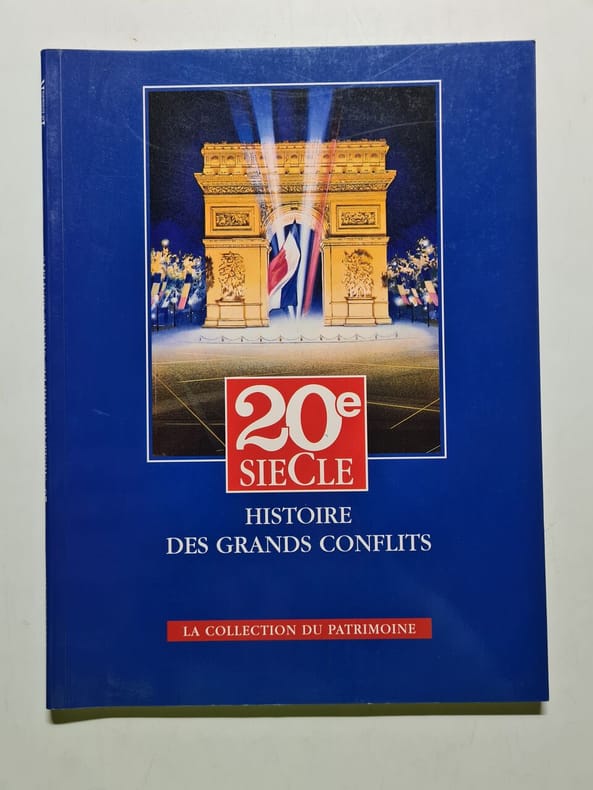 20e
SIECLE
HISTOIRE
DES GRANDS CONFLITS
LA COLLECTION DU PATRIMOINE